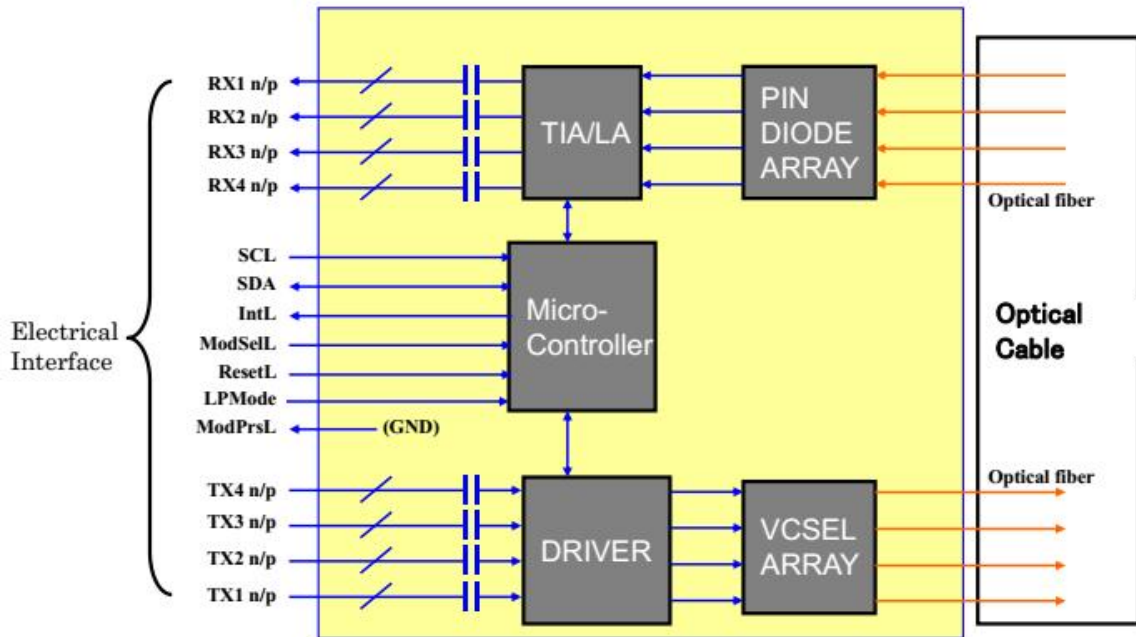 RX1 n/p
RX2 n/p
RX3 n/p
RX4 n/p
TIA/LA
PIN
DIODE
ARRAY
Optical fiber
SCL
SDA
IntL
ModSelL
ResetL
LPMode
ModPrsL
(GND)
Electrical
Interface
Micro-
Controller
Optical
Cable
TX4 n/p
TX3 n/p
TX2 n/p
TX1 n/p
DRIVER
VCSEL
ARRAY
Optical fiber